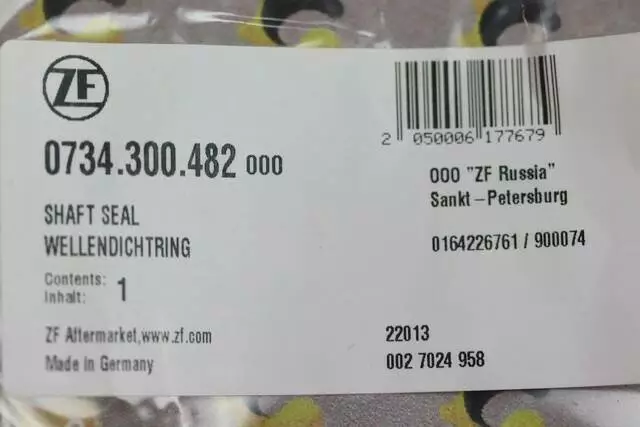 ZF
0734.300.482 000
SHAFT SEAL
WELLENDICHTRING
Contents:
Inhalt: 1
ZF Aftermarket,www.zf.com
Made in Germany
2 050006 177679
000 "ZF Russia"
Sankt-Petersburg
0164226761 / 900074
22013
002 7024 958